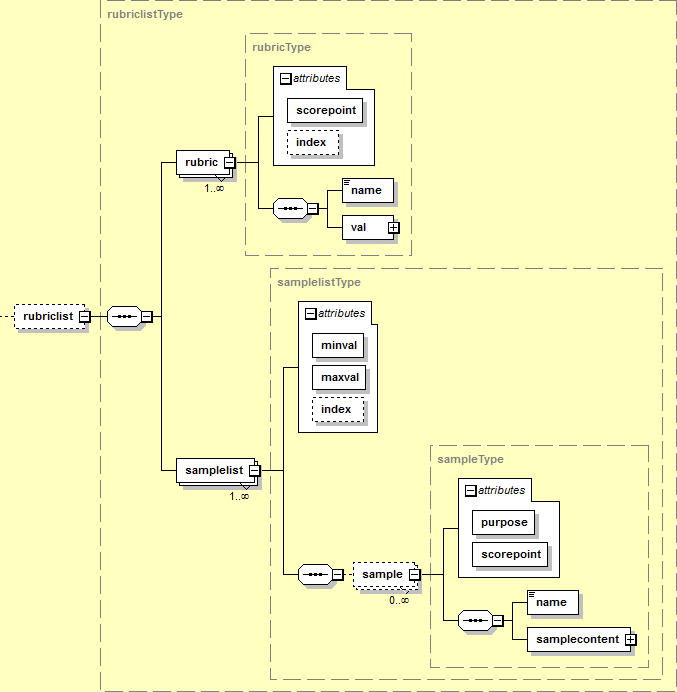 rubriclistType
rubricType
attributes
scorepoint
index
rubric
1..∞
name
val
samplelistType
rubriclist
attributes
minval
maxval
index
samplelist
1..∞
sampleType
attributes
purpose
scorepoint
sample
0..∞
name
samplecontent